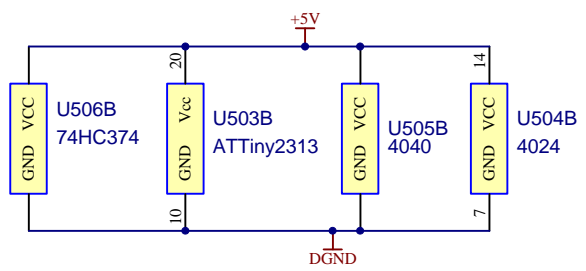 +5V
20
14
VCC
GND
U506B
74HC374
Vcc
GND
U503B
ATTiny2313
VCC
GND
U505B
4040
VCC
GND
U504B
4024
10
7
DGND